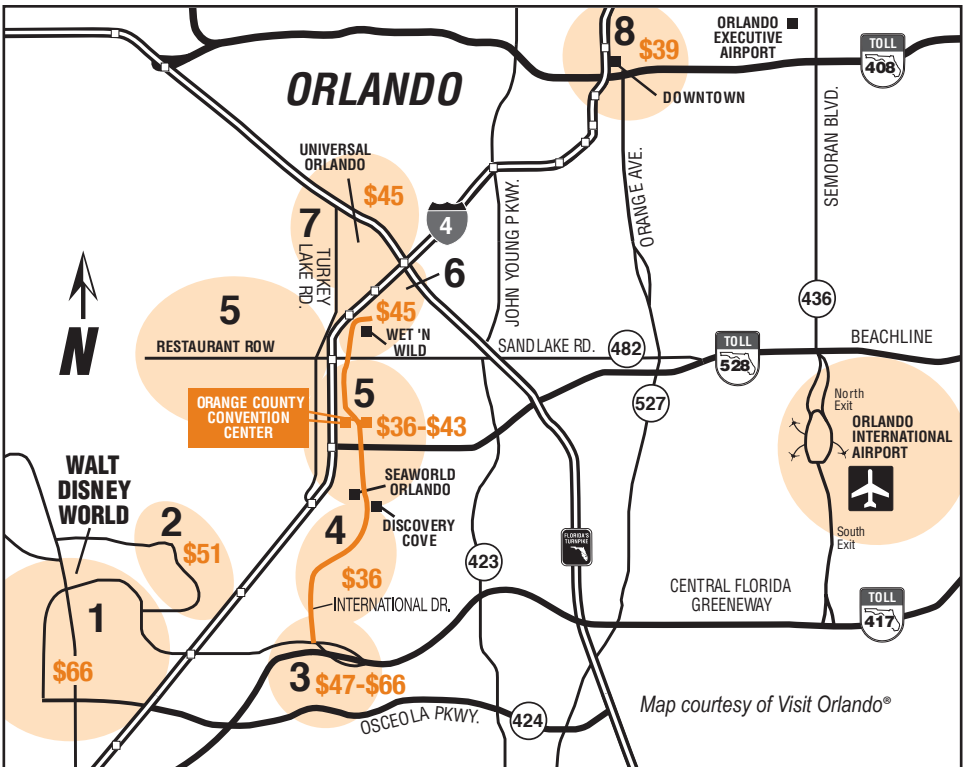 8
$39
ORLANDO
EXECUTIVE
AIRPORT
TOLL
408
DOWNTOWN
ORLANDO
UNIVERSAL
ORLANDO
$45
7
TURKEY
LAKE RD.
4
6
JOHN YOUNG PKWY.
ORANGE AVE.
SEMORAN BLVD.
436
N
5
RESTAURANT ROW
$45
WET 'N
WILD
SANDLAKE RD.
482
TOLL
528
BEACHLINE
527
ORANGE COUNTY
CONVENTION
CENTER
5
$36-$43
North
Exit
ORLANDO
INTERNATIONAL
AIRPORT
South
Exit
WALT
DISNEY
WORLD
SEAWORLD
ORLANDO
DISCOVERY
COVE
2
$51
4
$36
INTERNATIONAL DR.
FLORIDA'S
TURNPIKE
423
CENTRAL FLORIDA
GREENEWAY
TOLL
417
1
$66
3
$47-$66
OSCEOLA PKWY.
424
Map courtesy of Visit Orlando®